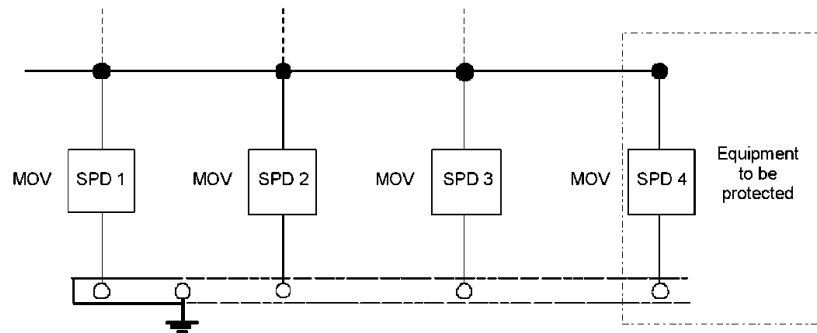 MOV SPD 1 MOV SPD 2 MOV SPD 3 MOV SPD 4
Equipment
to be
protected